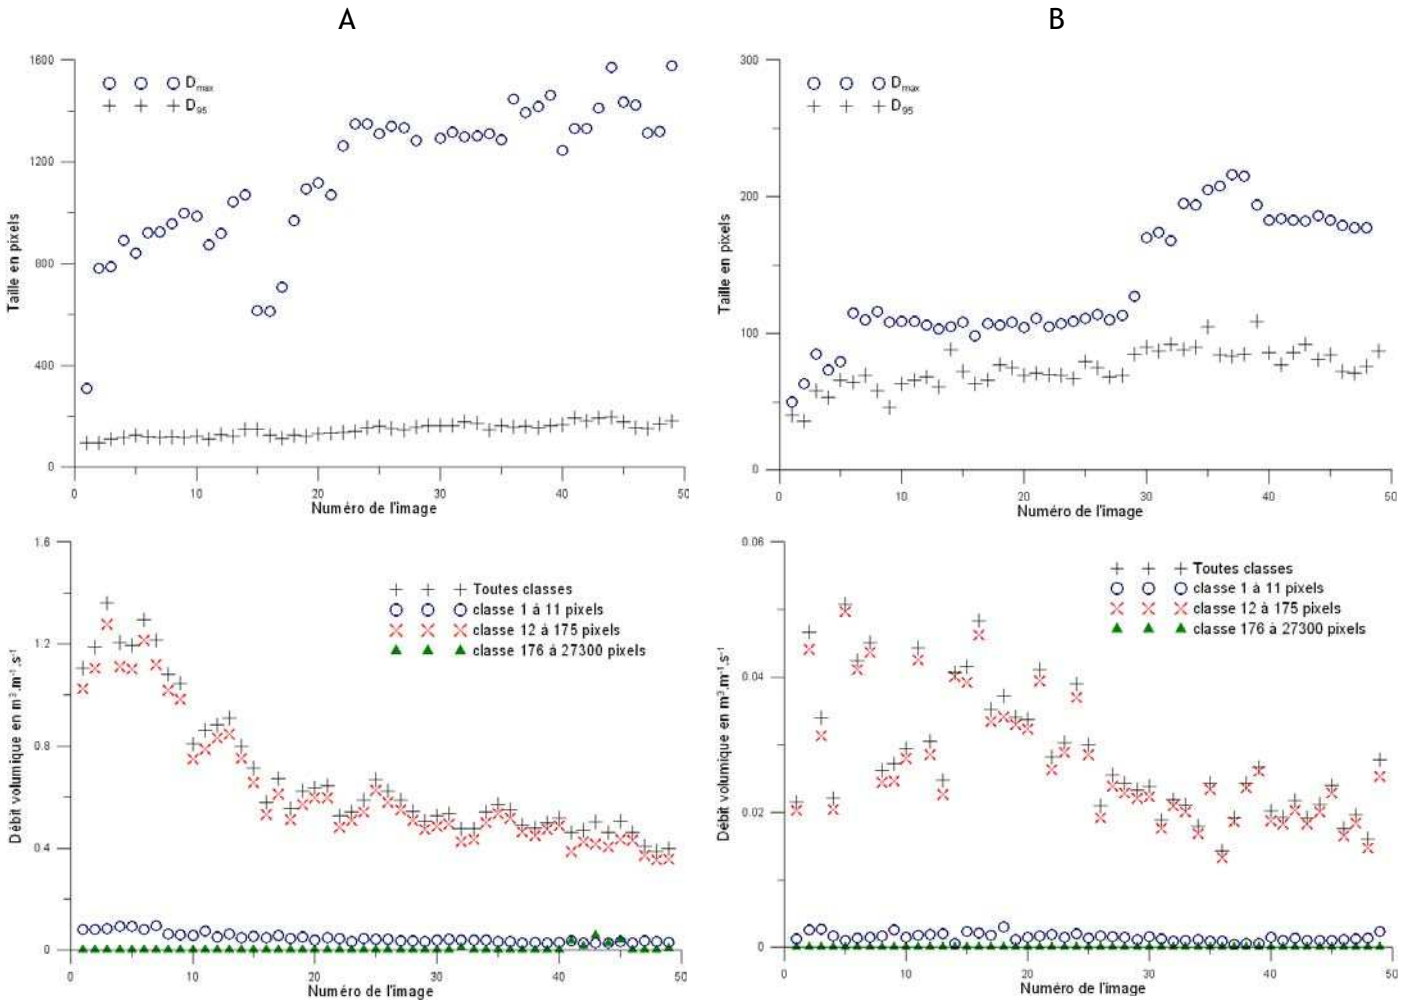 A
B
1600
1200
800
400
0
Taille en pixels
D max
D 95
0 10 20 30 40 50
Numéro de l'image
300
200
100
0
Taille en pixels
D max
D 95
0 10 20 30 40 50
Numéro de l'image
1.6
1.2
0.8
0.4
0
Débit volumique en m³.m⁻¹.s⁻¹
Toutes classes
classe 1 à 11 pixels
classe 12 à 175 pixels
classe 176 à 27300 pixels
0 10 20 30 40 50
Numéro de l'image
0.06
0.04
0.02
0
Débit volumique en m³.m⁻¹.s⁻¹
Toutes classes
classe 1 à 11 pixels
classe 12 à 175 pixels
classe 176 à 27300 pixels
0 10 20 30 40 50
Numéro de l'image